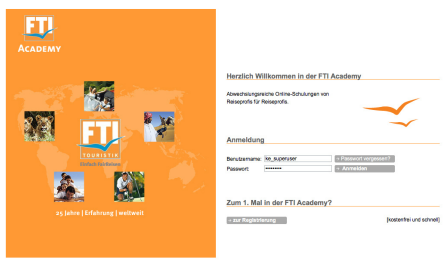 FTI
ACADEMY
FTI
TOURISTIK
25 Jahre | Erfahrung | weltweit
Herzlich Willkommen in der FTI Academy
Abwechslungsreiche Online-Schulungen von
Reiseprofis für Reiseprofis.
Anmeldung
Benutzername: ke_superuser » Passwort vergessen?
Passwort: •••••••• » Anmelden
Zum 1. Mal in der FTI Academy?
» zur Registrierung [kostenfrei und schnell]